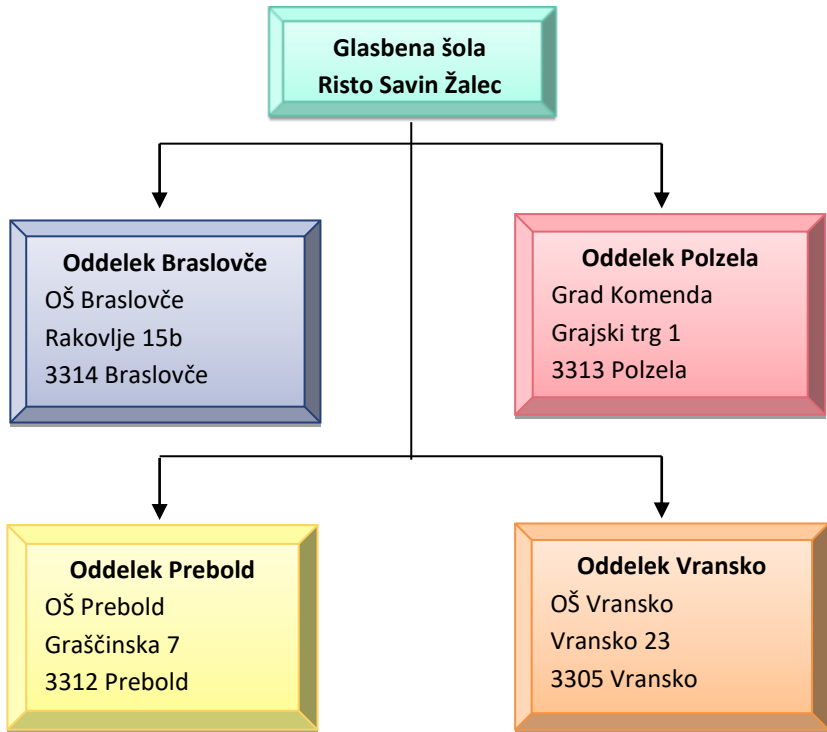 Glasbena šola
Risto Savin Žalec
Oddelek Braslovče
OŠ Braslovče
Rakovlje 15b
3314 Braslovče
Oddelek Polzela
Grad Komenda
Grajski trg 1
3313 Polzela
Oddelek Prebold
OŠ Prebold
Graščinska 7
3312 Prebold
Oddelek Vransko
OŠ Vransko
Vransko 23
3305 Vransko